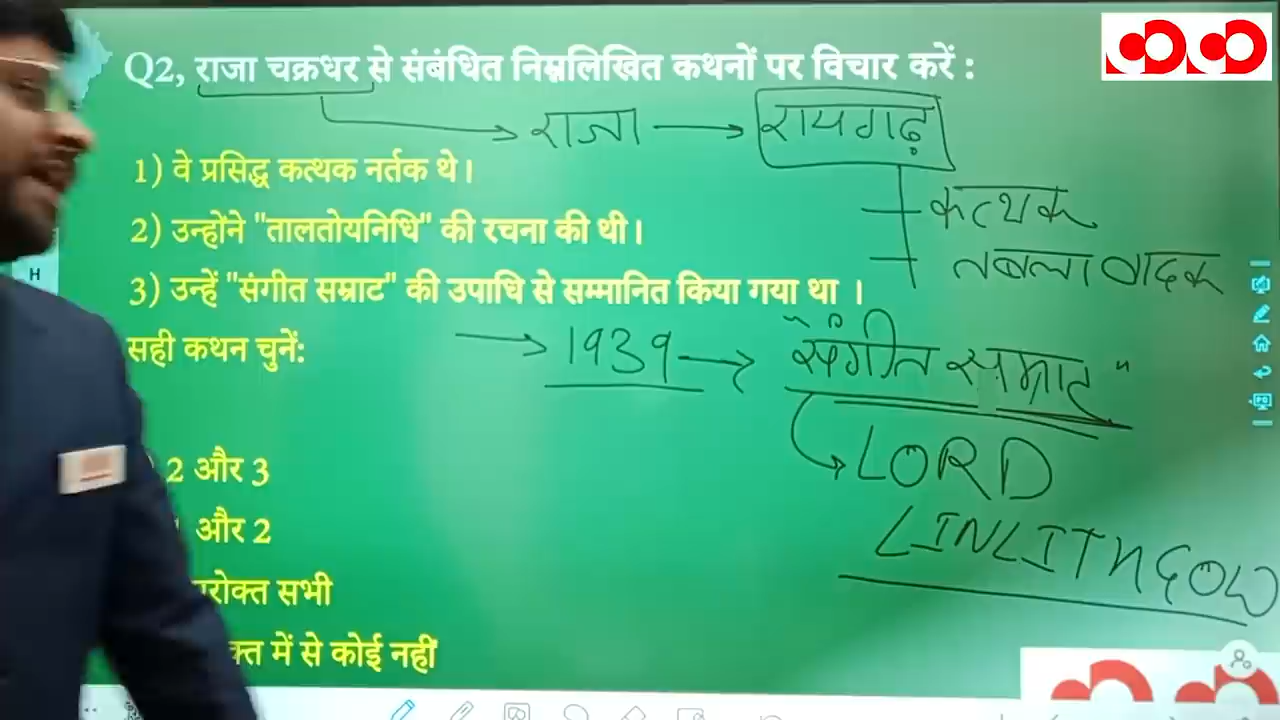 Q2, राजा चक्रधर से संबंधित निम्नलिखित कथनों पर विचार करें :
राजा → रायगढ़
1) वे प्रसिद्ध कत्थक नर्तक थे।
कत्थक
2) उन्होंने "तालतोयनिधि" की रचना की थी।
तबला वादक
3) उन्हें "संगीत सम्राट" की उपाधि से सम्मानित किया गया था ।
सही कथन चुनें:
→ 1939 → "संगीत सम्राट"
LORD
2 और 3
LINLITHGOW
और 2
सभी
में से कोई नहीं
H